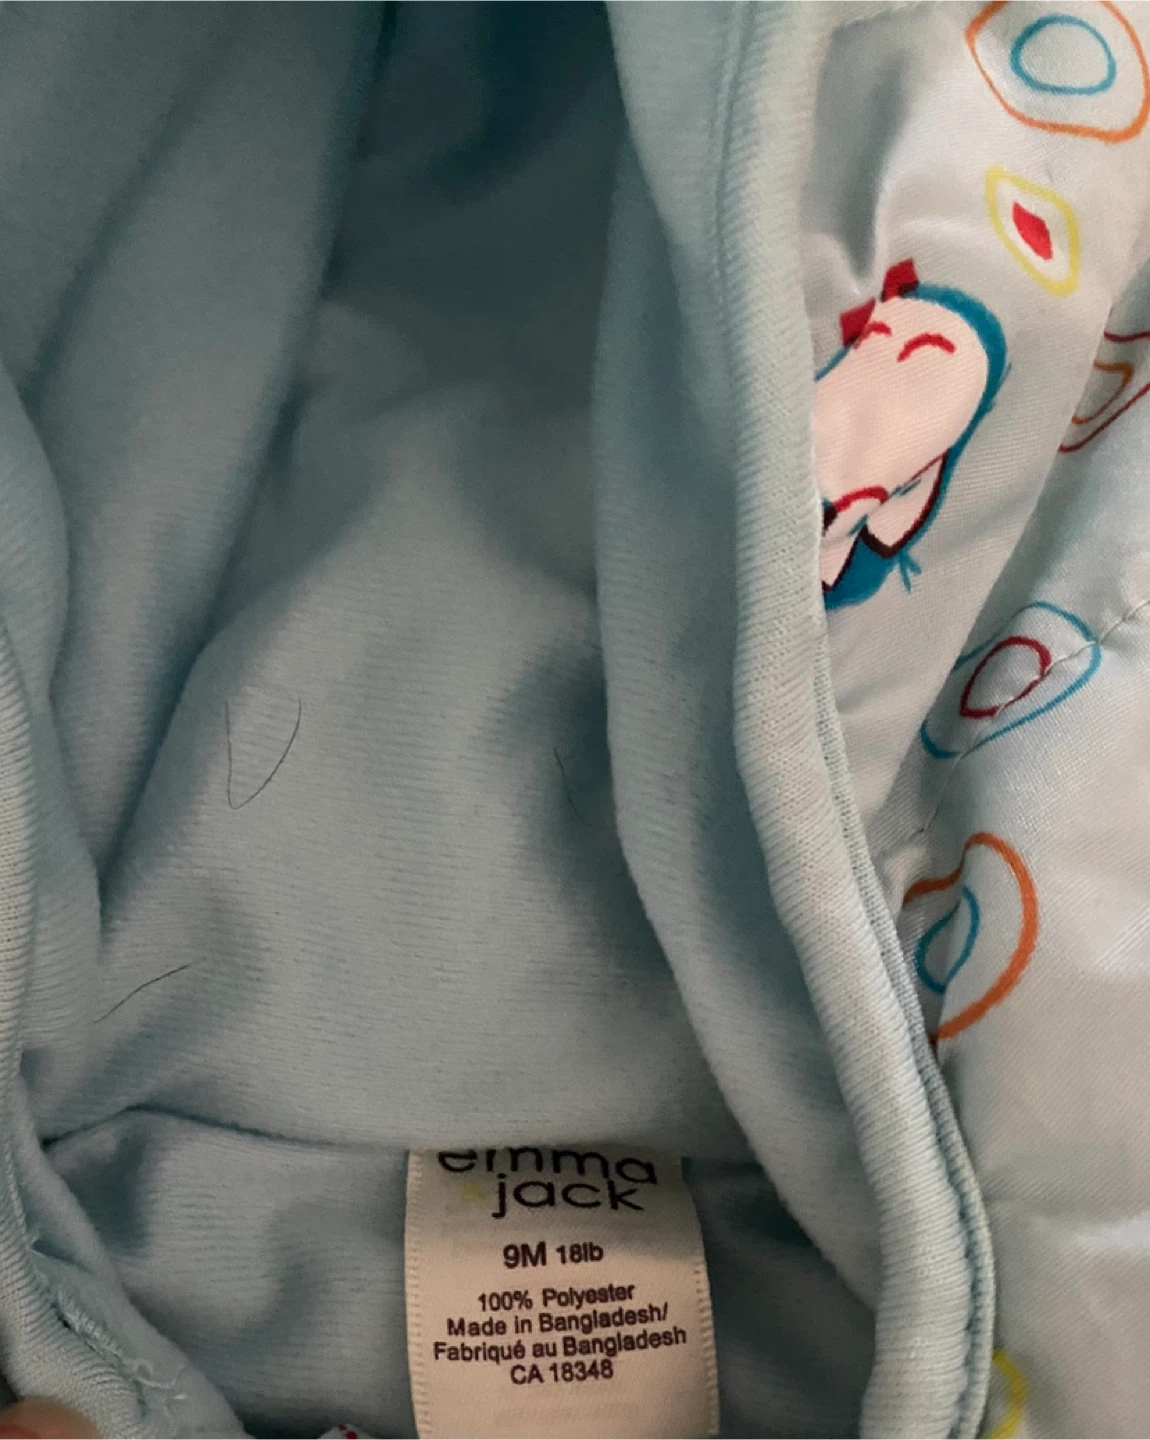 emma
& jack
9M 18lb
100% Polyester
Made in Bangladesh/
Fabriqué au Bangladesh
CA 18348